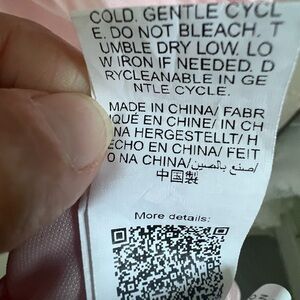 COLD. GENTLE CYCL
E. DO NOT BLEACH. T
UMBLE DRY LOW. LO
W IRON IF NEEDED. D
RYCLEANABLE IN GE
NTLE CYCLE.
MADE IN CHINA/ FABR
IQUÉ EN CHINE/ IN CH
INA HERGESTELLT/ H
ECHO EN CHINA/ FEIT
O NA CHINA/صنع بالصين/
中国製
More details: